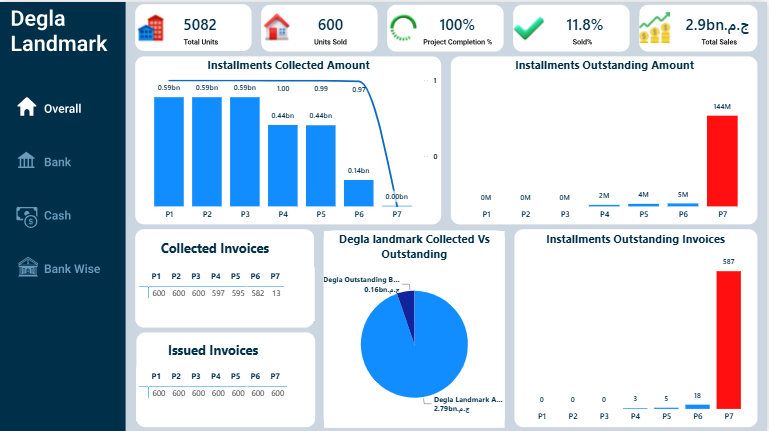 Degla
Landmark
Overall
Bank
Cash
Bank Wise
5082
Total Units
600
Units Sold
100%
Project Completion %
11.8%
Sold%
2.9bn.ج.م
Total Sales
Installments Collected Amount
0.59bn 0.59bn 0.59bn 1.00 0.99 0.97
0.44bn 0.44bn
0.14bn
0.00bn
1
0
P1 P2 P3 P4 P5 P6 P7
Installments Outstanding Amount
0M 0M 0M 2M 4M 5M 144M
P1 P2 P3 P4 P5 P6 P7
Collected Invoices
P1 P2 P3 P4 P5 P6 P7
600 600 600 597 595 582 13
Issued Invoices
P1 P2 P3 P4 P5 P6 P7
600 600 600 600 600 600 600
Degla landmark Collected Vs
Outstanding
Degla Outstanding B...
0.16bn.ج.م
Degla Landmark A...
2.79bn.ج.م
Installments Outstanding Invoices
0 0 0 3 5 18 587
P1 P2 P3 P4 P5 P6 P7